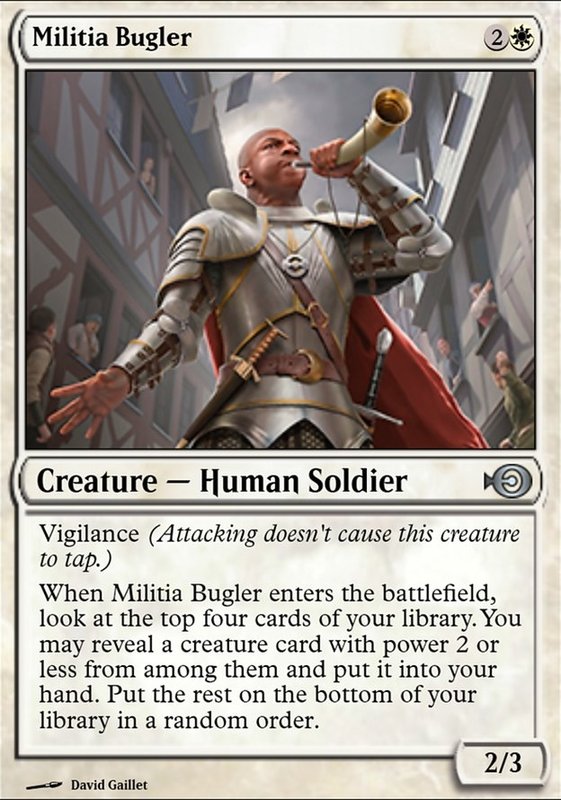 Militia Bugler 2
Creature — Human Soldier
Vigilance (Attacking doesn't cause this creature
to tap.)
When Militia Bugler enters the battlefield,
look at the top four cards of your library. You
may reveal a creature card with power 2 or
less from among them and put it into your
hand. Put the rest on the bottom of your
library in a random order.
2/3
David Gaillet